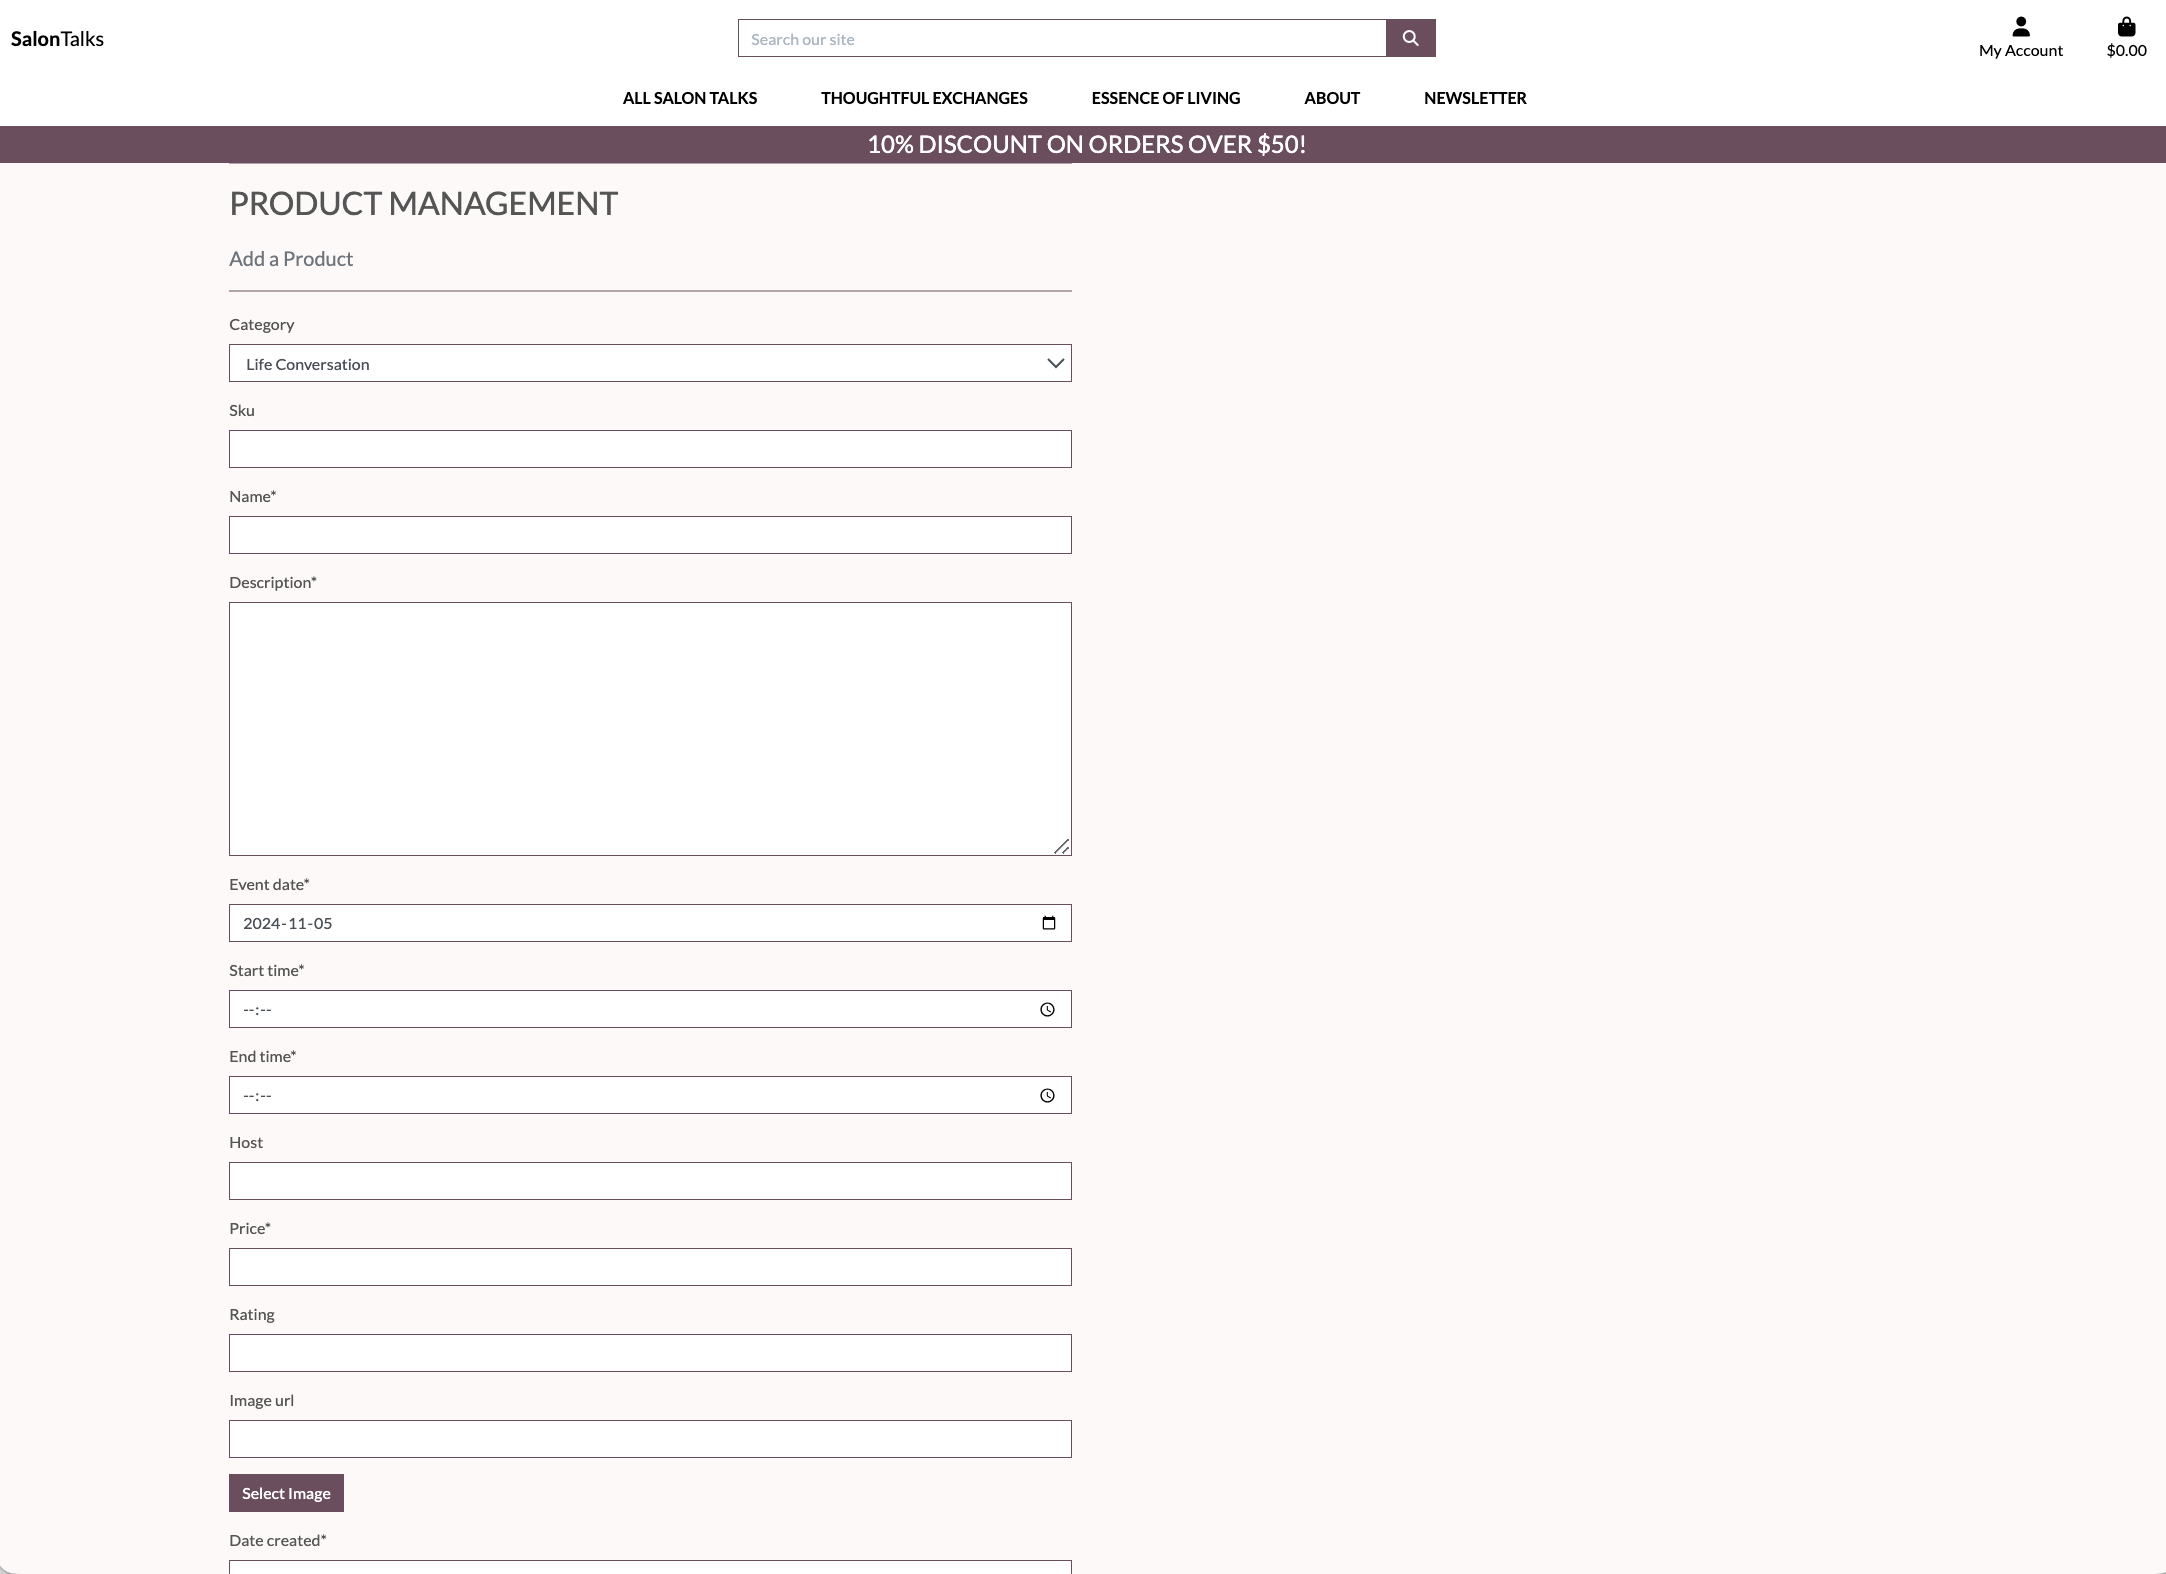 SalonTalks
Search our site
My Account
$0.00
ALL SALON TALKS THOUGHTFUL EXCHANGES ESSENCE OF LIVING ABOUT NEWSLETTER
10% DISCOUNT ON ORDERS OVER $50!
PRODUCT MANAGEMENT
Add a Product
Category
Life Conversation
Sku
Name*
Description*
Event date*
2024-11-05
Start time*
--:--
End time*
--:--
Host
Price*
Rating
Image url
Select Image
Date created*